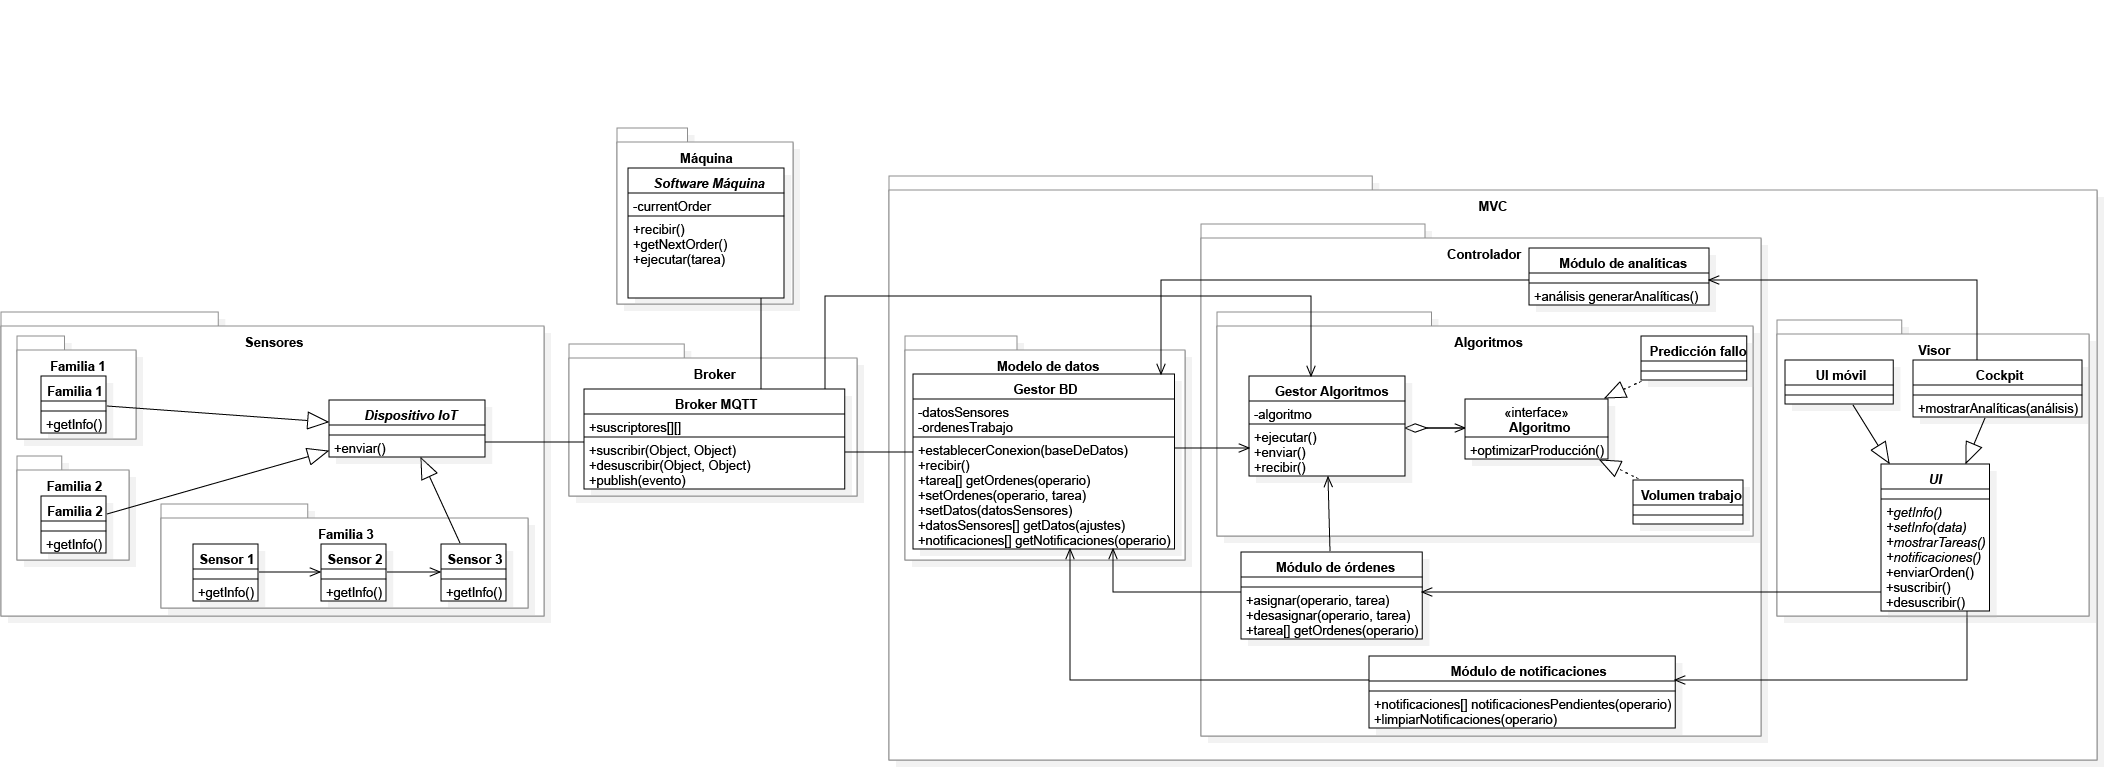 Máquina
Software Máquina
-currentOrder
+recibir()
+getNextOrder()
+ejecutar(tarea)
Sensores
Familia 1
Familia 1
+getInfo()
Familia 2
Familia 2
+getInfo()
Dispositivo IoT
+enviar()
Familia 3
Sensor 1
+getInfo()
Sensor 2
+getInfo()
Sensor 3
+getInfo()
Broker
Broker MQTT
+suscriptores[][]
+suscribir(Object, Object)
+desuscribir(Object, Object)
+publish(evento)
MVC
Modelo de datos
Gestor BD
-datosSensores
-ordenesTrabajo
+establecerConexion(baseDeDatos)
+recibir()
+tarea[] getOrdenes(operario)
+setOrdenes(operario, tarea)
+setDatos(datosSensores)
+datosSensores[] getDatos(ajustes)
+notificaciones[] getNotificaciones(operario)
Controlador
Módulo de analíticas
+análisis generarAnalíticas()
Algoritmos
Gestor Algoritmos
-algoritmo
+ejecutar()
+enviar()
+recibir()
«interface»
Algoritmo
+optimizarProducción()
Predicción fallo
Volumen trabajo
Módulo de órdenes
+asignar(operario, tarea)
+desasignar(operario, tarea)
+tarea[] getOrdenes(operario)
Módulo de notificaciones
+notificaciones[] notificacionesPendientes(operario)
+limpiarNotificaciones(operario)
Visor
UI móvil
Cockpit
+mostrarAnalíticas(análisis)
UI
+getInfo()
+setInfo(data)
+mostrarTareas()
+notificaciones()
+enviarOrden()
+suscribir()
+desuscribir()